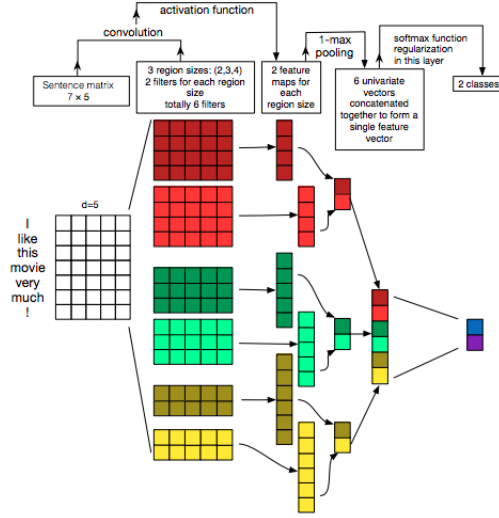 activation function
convolution
1-max
pooling
softmax function
regularization
in this layer
Sentence matrix
7 × 5
3 region sizes: (2,3,4)
2 filters for each region
size
totally 6 filters
2 feature
maps for
each
region size
6 univariate
vectors
concatenated
together to form a
single feature
vector
2 classes
d=5
I
like
this
movie
very
much
!